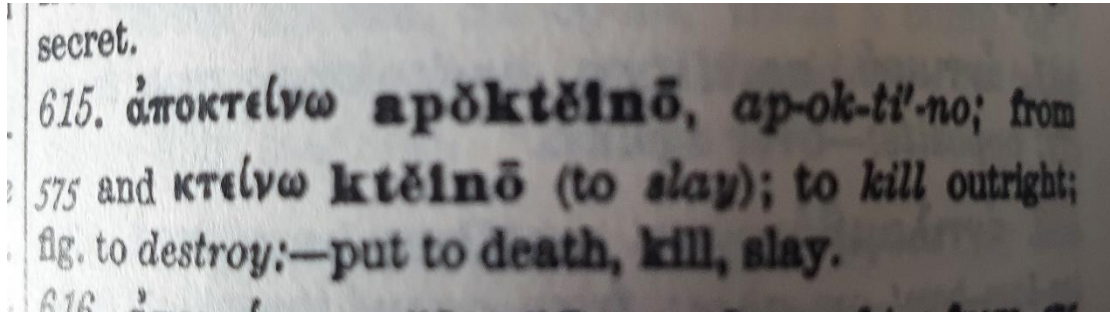 secret.
615. ἀποκτείνω apŏktĕinō, ap-ok-ti'-no; from
575 and κτείνω ktĕinō (to slay); to kill outright;
fig. to destroy:—put to death, kill, slay.
616.